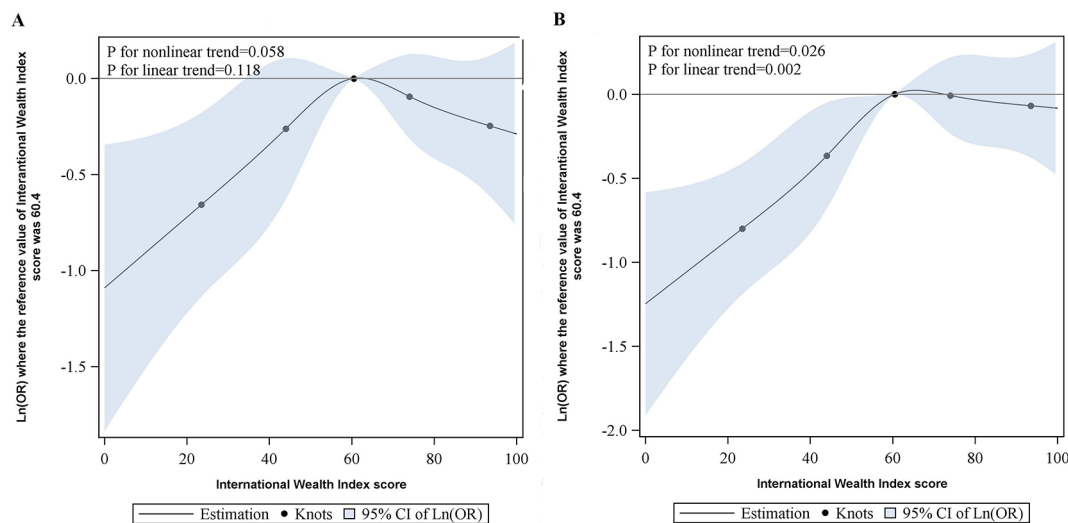 A
P for nonlinear trend=0.058
P for linear trend=0.118
Ln(OR) where the reference value of Interantional Wealth Index
score was 60.4
0.0
-0.5
-1.0
-1.5
0
20
40
60
80
100
International Wealth Index score
Estimation Knots 95% CI of Ln(OR)
B
P for nonlinear trend=0.026
P for linear trend=0.002
Ln(OR) where the reference value of Interantional Wealth Index
score was 60.4
0.0
-0.5
-1.0
-1.5
-2.0
0
20
40
60
80
100
International Wealth Index score
Estimation Knots 95% CI of Ln(OR)